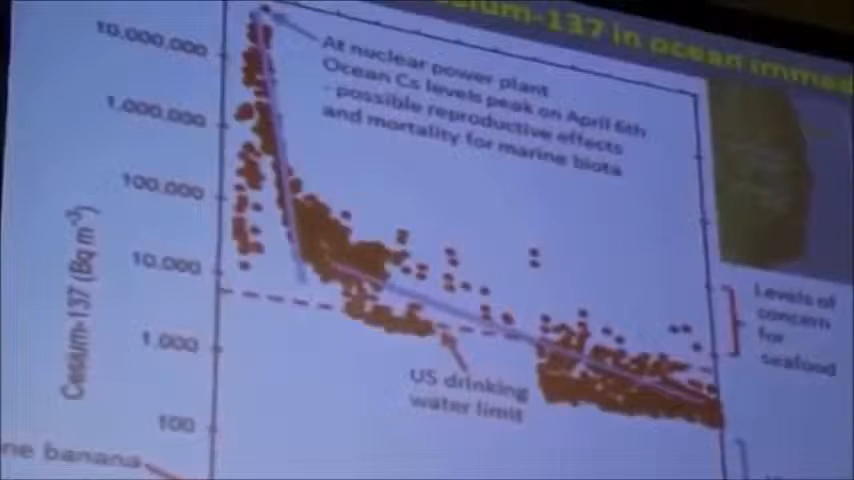 esium-137 in ocean immed
10,000,000
1,000,000
100,000
10,000
1,000
100
Cesium-137 (Bq m⁻³)
At nuclear power plant
Ocean Cs levels peak on April 6th
- possible reproductive effects
and mortality for marine biota
Levels of
concern
for
seafood
US drinking
water limit
ne banana